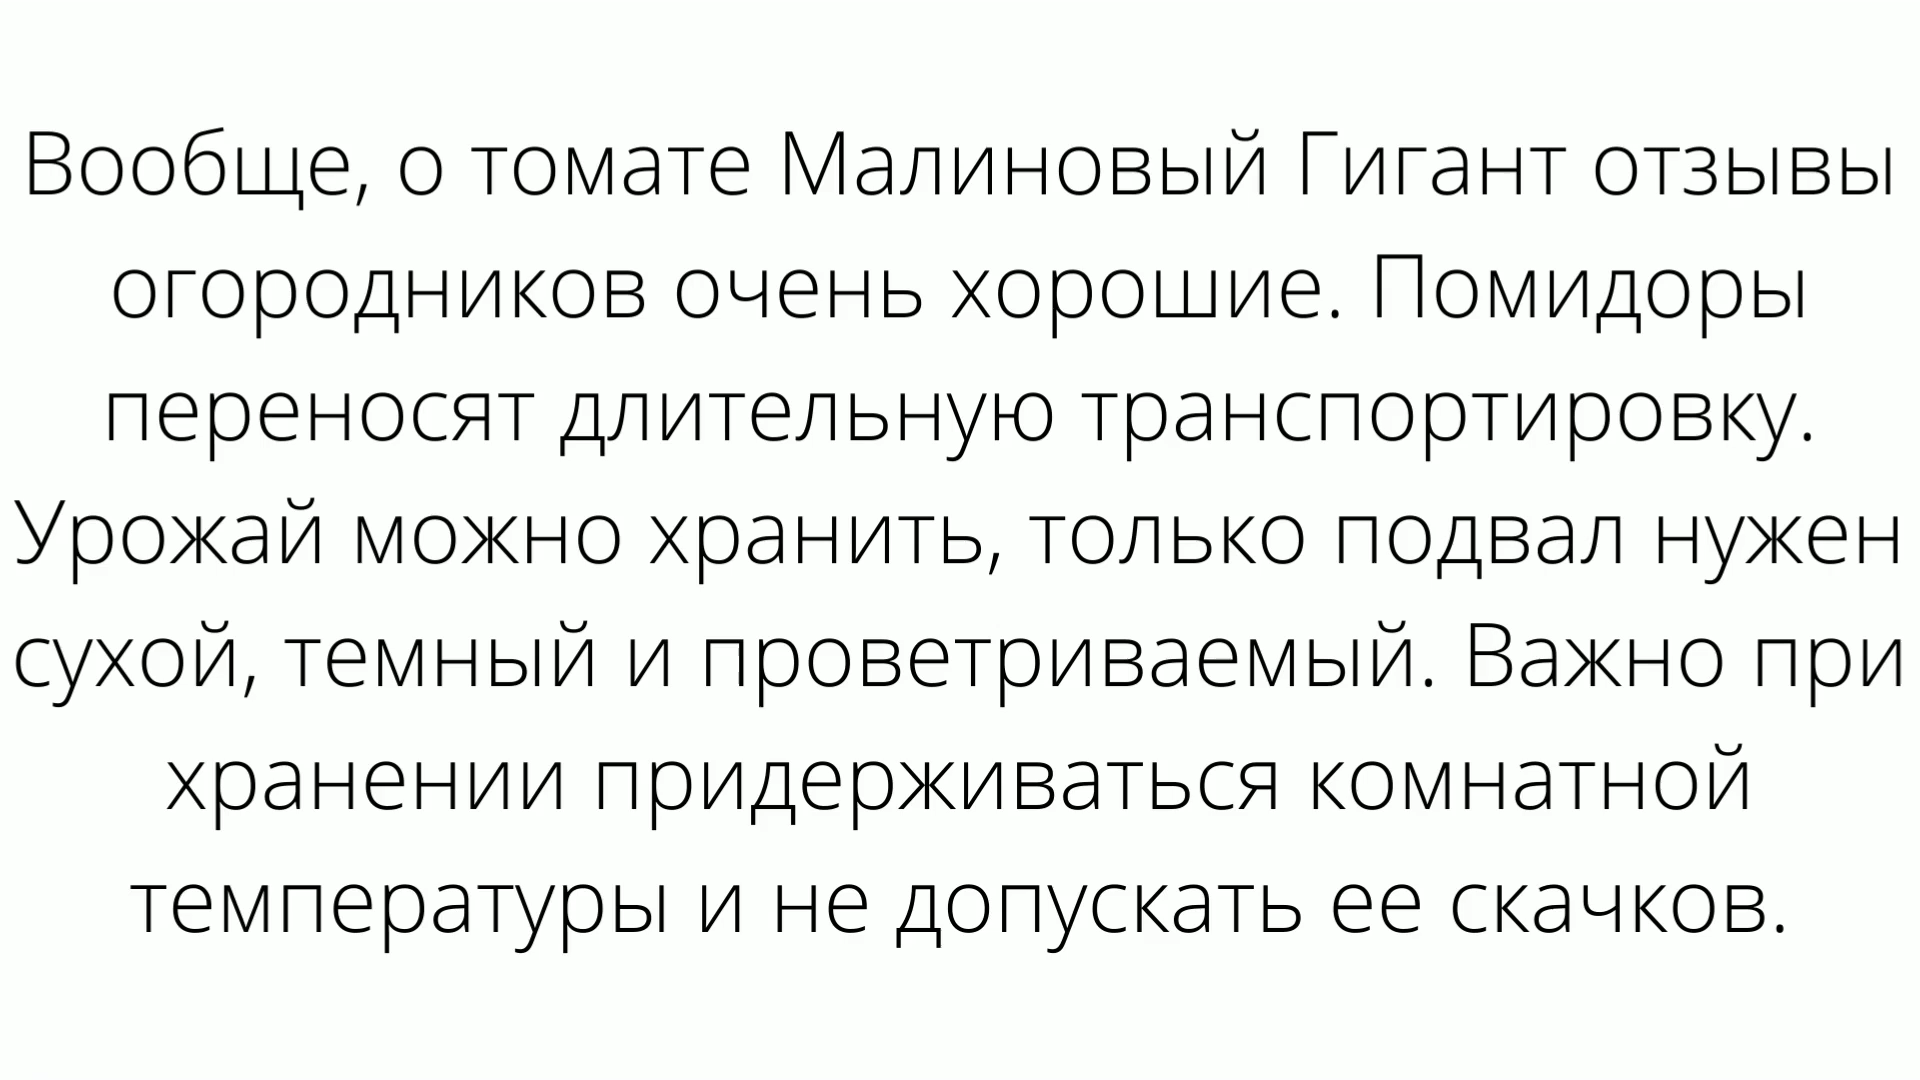 Вообще, о томате Малиновый Гигант отзывы
огородников очень хорошие. Помидоры
переносят длительную транспортировку.
Урожай можно хранить, только подвал нужен
сухой, темный и проветриваемый. Важно при
хранении придерживаться комнатной
температуры и не допускать ее скачков.